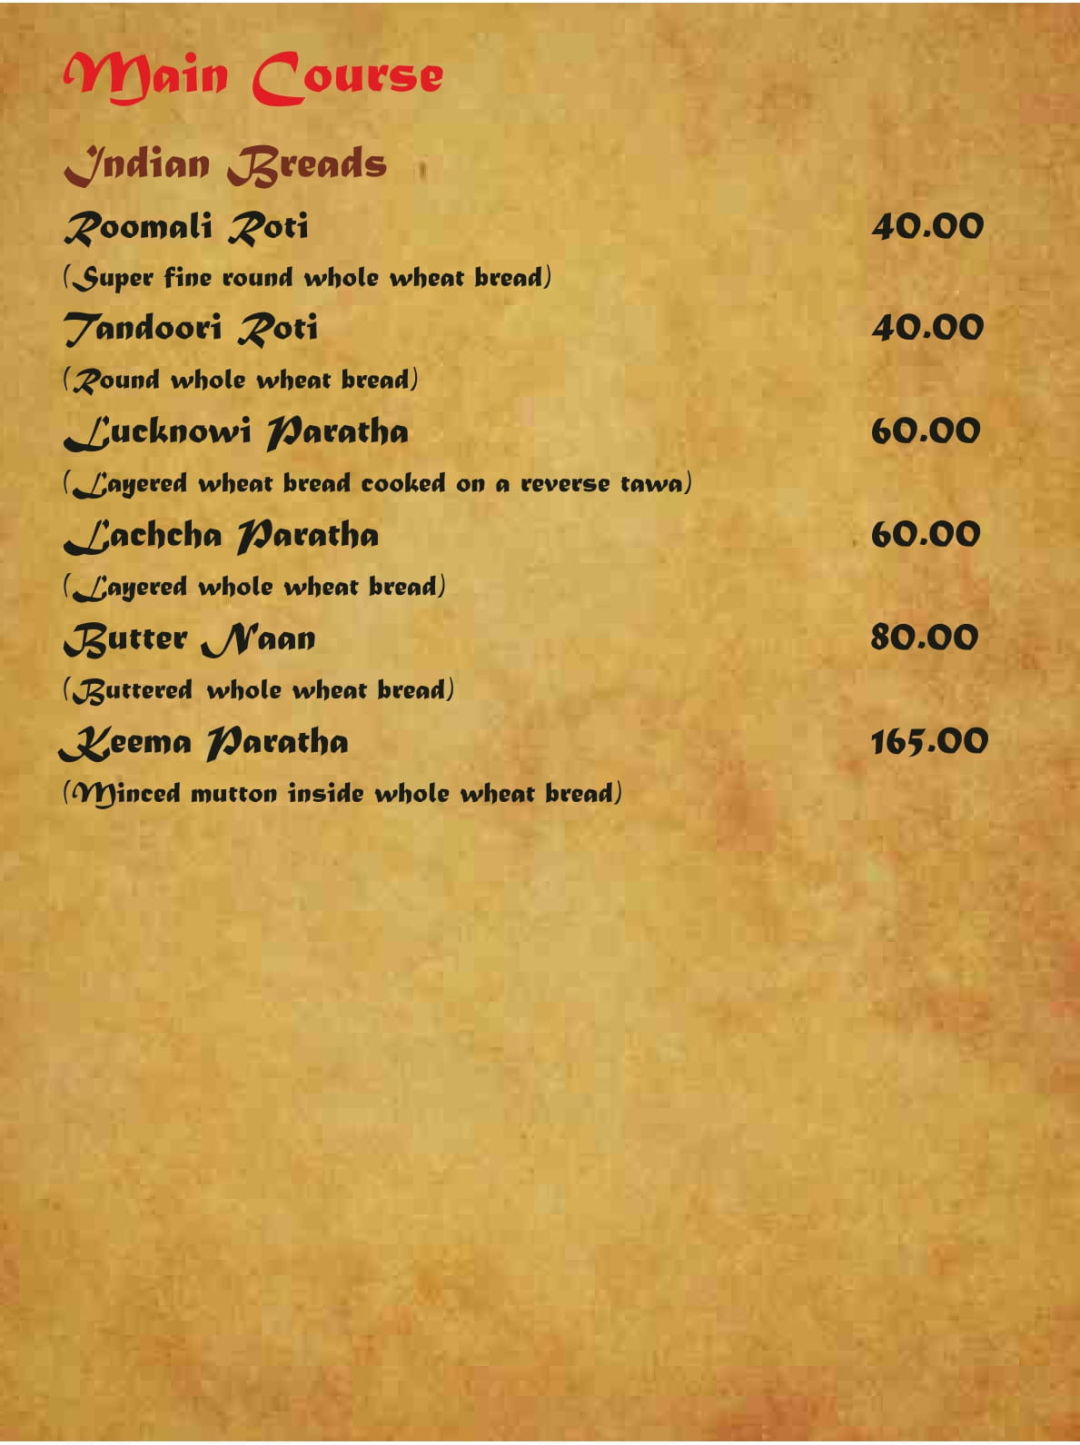 Main Course
Indian Breads
Roomali Roti 40.00
(Super fine round whole wheat bread)
Tandoori Roti 40.00
(Round whole wheat bread)
Lucknowi Paratha 60.00
(Layered wheat bread cooked on a reverse tawa)
Lachcha Paratha 60.00
(Layered whole wheat bread)
Butter Naan 80.00
(Buttered whole wheat bread)
Keema Paratha 165.00
(Minced mutton inside whole wheat bread)